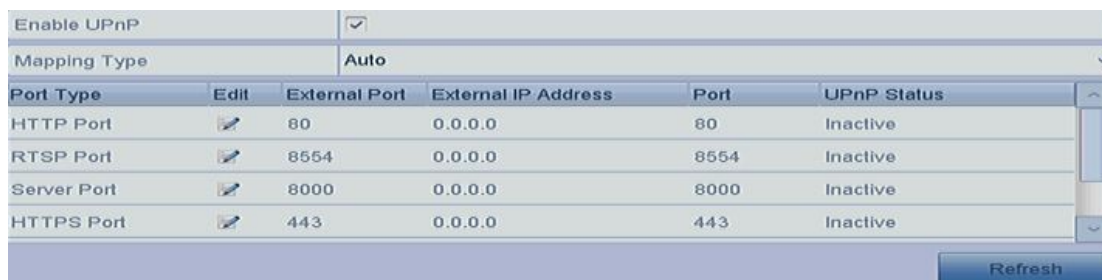 Enable UPnP
Mapping Type Auto
Port Type Edit External Port External IP Address Port UPnP Status
HTTP Port 80 0.0.0.0 80 Inactive
RTSP Port 8554 0.0.0.0 8554 Inactive
Server Port 8000 0.0.0.0 8000 Inactive
HTTPS Port 443 0.0.0.0 443 Inactive
Refresh